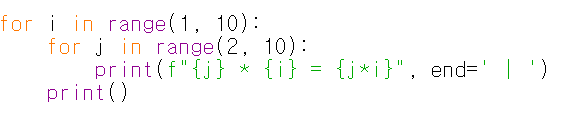 for i in range(1, 10):
    for j in range(2, 10):
        print(f"{j} * {i} = {j*i}", end=' | ')
    print()